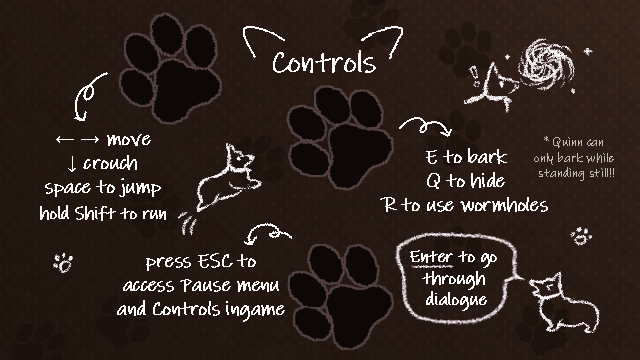 Controls
← → move
↓ crouch
space to jump
hold Shift to run
E to bark
Q to hide
R to use wormholes
* Quinn can
only bark while
standing still!!
press ESC to
access Pause menu
and Controls ingame
Enter to go
through
dialogue
!